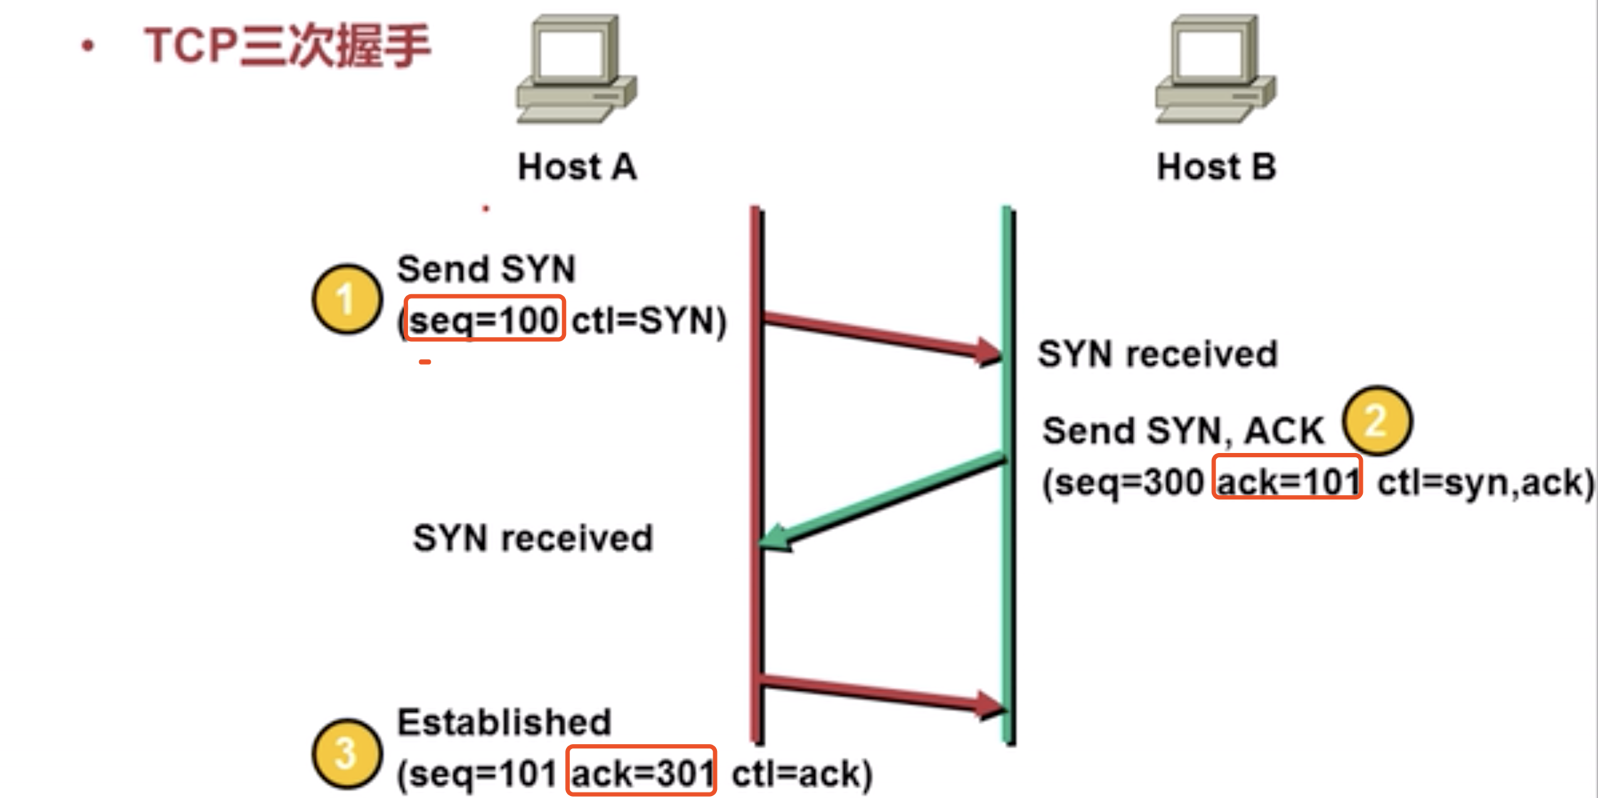 • TCP三次握手
Host A
Host B
1
Send SYN
(seq=100 ctl=SYN)
SYN received
Send SYN, ACK
2
(seq=300 ack=101 ctl=syn,ack)
SYN received
3
Established
(seq=101 ack=301 ctl=ack)